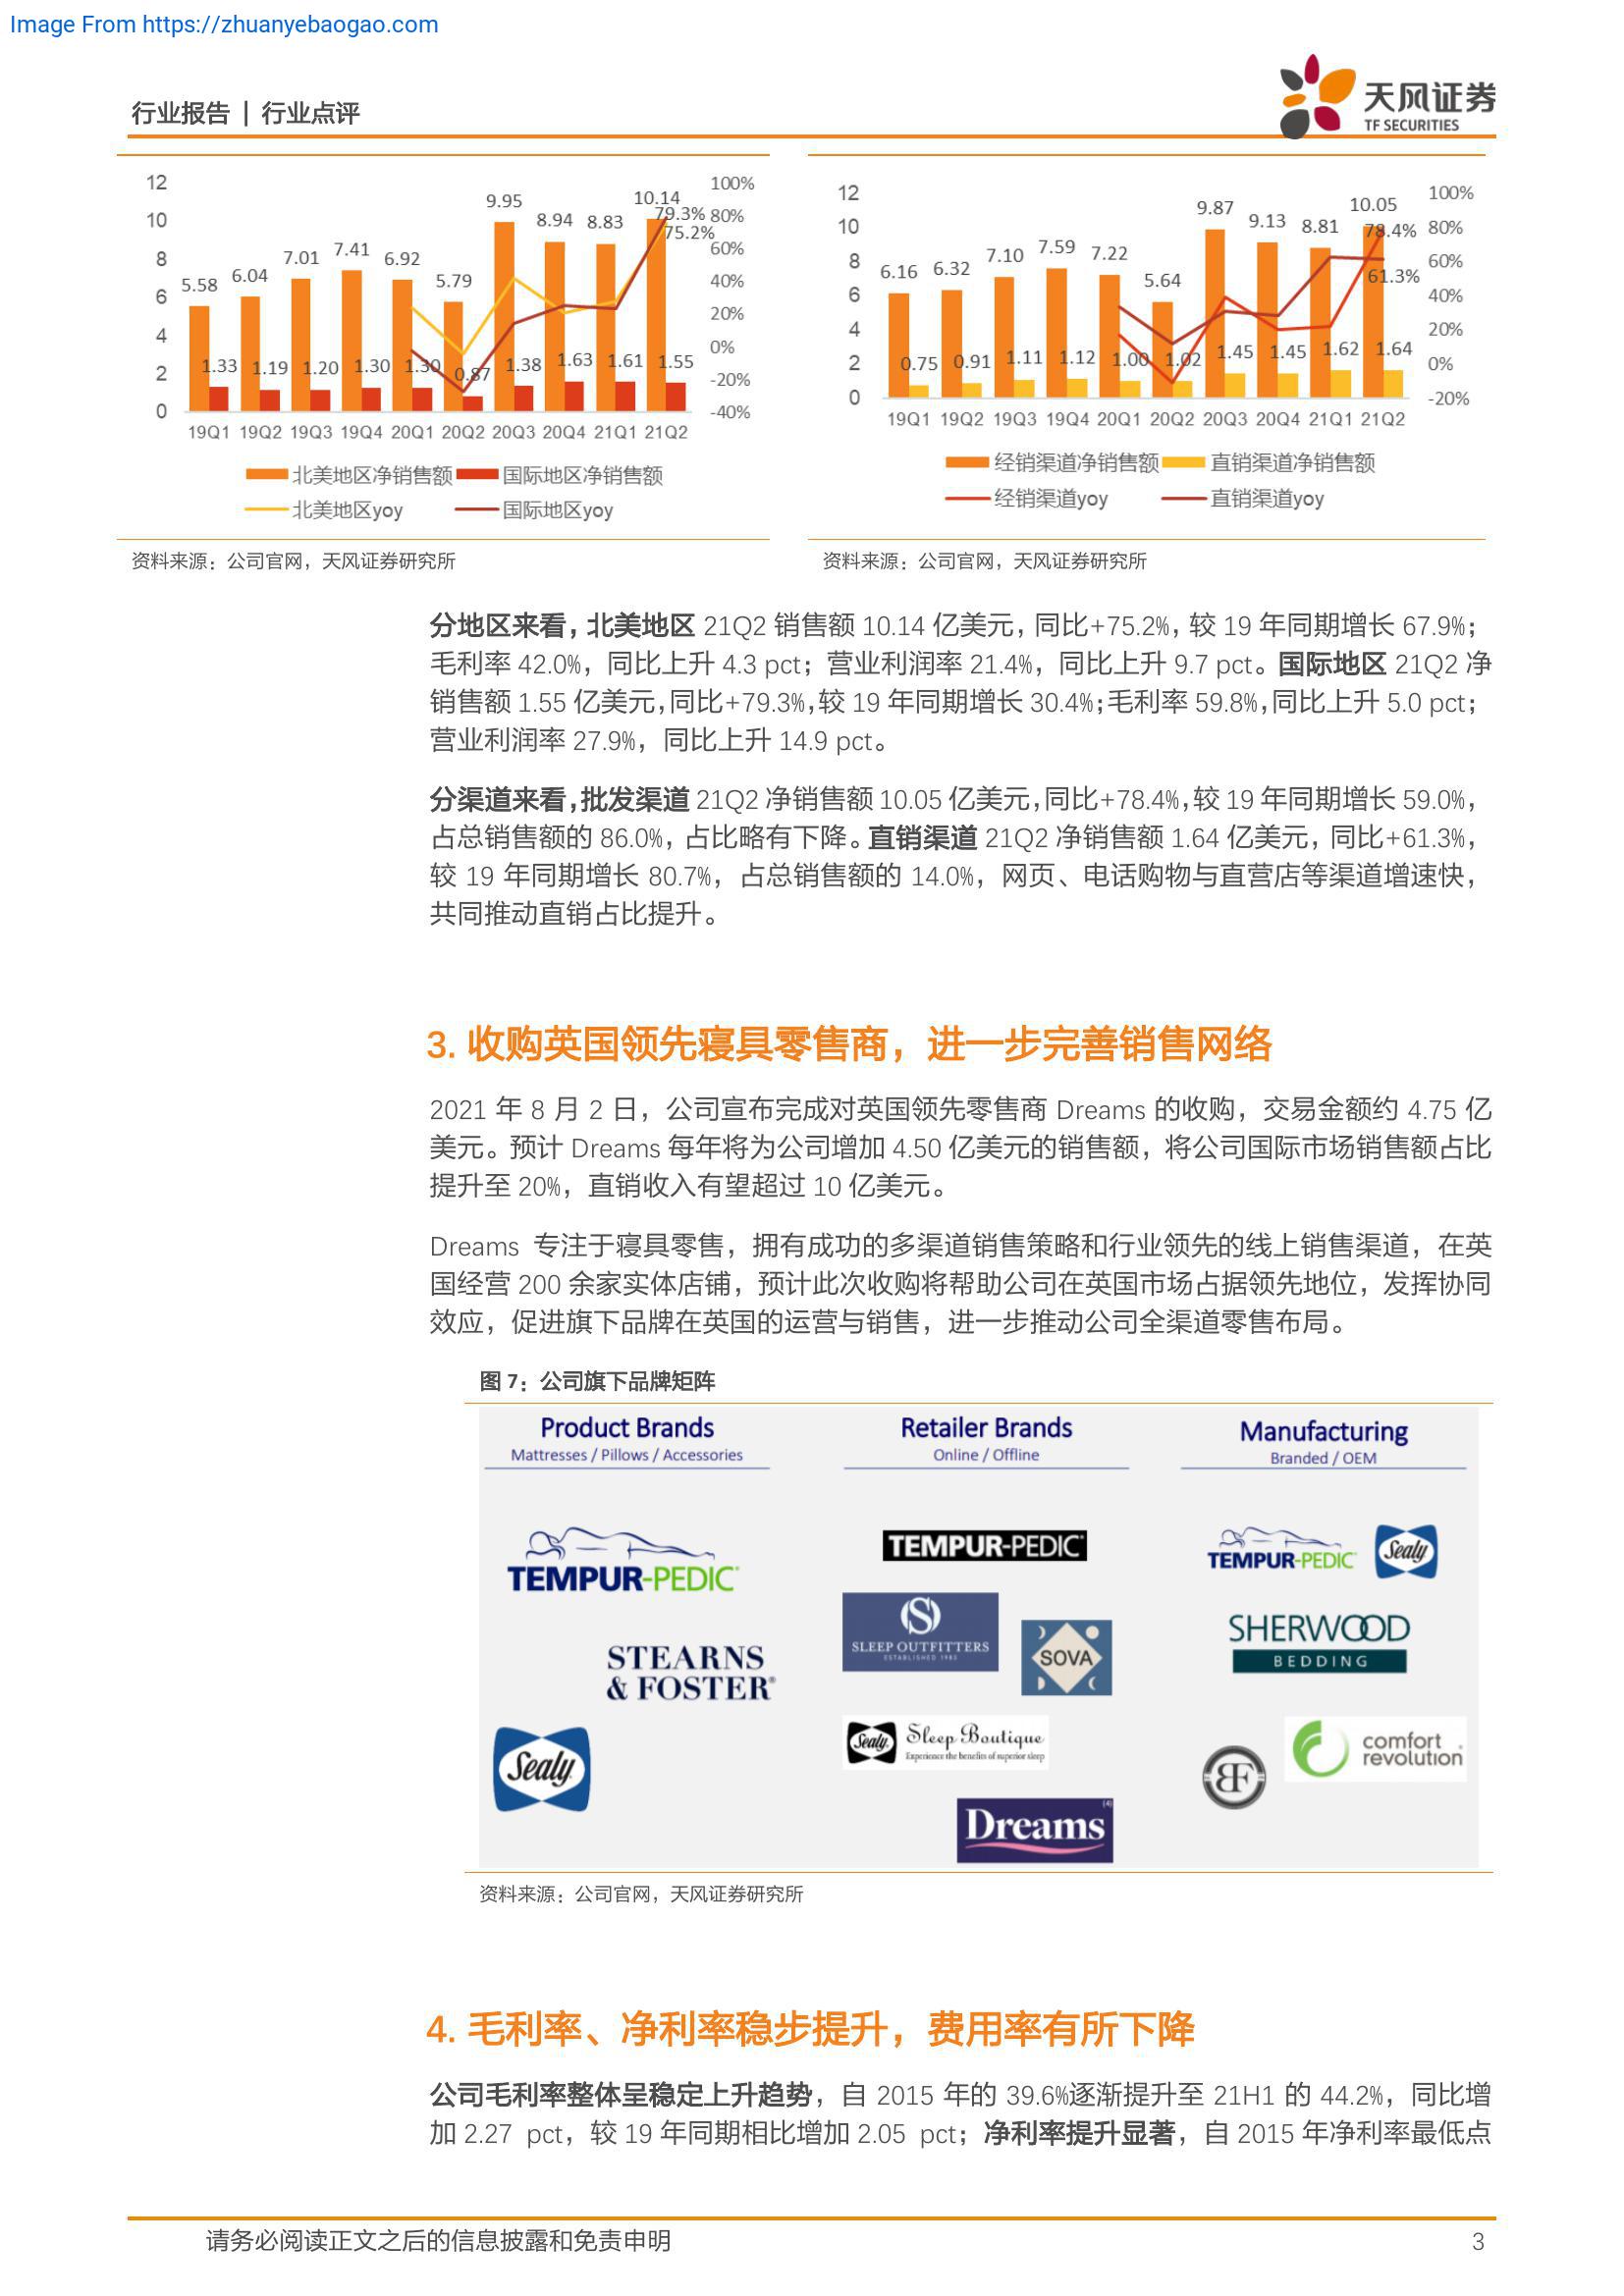 Image From https://zhuanyebaogao.com
行业报告 | 行业点评
天风证券
TF SECURITIES
12
10
8
6
4
2
0
100%
80%
60%
40%
20%
0%
-20%
-40%
5.58
6.04
7.01
7.41
6.92
5.79
9.95
8.94
8.83
10.14
79.3%
75.2%
1.33
1.19
1.20
1.30
1.30
0.87
1.38
1.63
1.61
1.55
19Q1 19Q2 19Q3 19Q4 20Q1 20Q2 20Q3 20Q4 21Q1 21Q2
北美地区净销售额 国际地区净销售额
北美地区yoy 国际地区yoy
资料来源：公司官网，天风证券研究所
12
10
8
6
4
2
0
100%
80%
60%
40%
20%
0%
-20%
6.16
6.32
7.10
7.59
7.22
5.64
9.87
9.13
8.81
10.05
78.4%
61.3%
0.75
0.91
1.11
1.12
1.00
1.02
1.45
1.45
1.62
1.64
19Q1 19Q2 19Q3 19Q4 20Q1 20Q2 20Q3 20Q4 21Q1 21Q2
经销渠道净销售额 直销渠道净销售额
经销渠道yoy 直销渠道yoy
资料来源：公司官网，天风证券研究所
分地区来看，北美地区 21Q2 销售额 10.14 亿美元，同比+75.2%，较 19 年同期增长 67.9%；
毛利率 42.0%，同比上升 4.3 pct；营业利润率 21.4%，同比上升 9.7 pct。国际地区 21Q2 净
销售额 1.55 亿美元，同比+79.3%，较 19 年同期增长 30.4%；毛利率 59.8%，同比上升 5.0 pct；
营业利润率 27.9%，同比上升 14.9 pct。
分渠道来看，批发渠道 21Q2 净销售额 10.05 亿美元，同比+78.4%，较 19 年同期增长 59.0%，
占总销售额的 86.0%，占比略有下降。直销渠道 21Q2 净销售额 1.64 亿美元，同比+61.3%，
较 19 年同期增长 80.7%，占总销售额的 14.0%，网页、电话购物与直营店等渠道增速快，
共同推动直销占比提升。
3. 收购英国领先寝具零售商，进一步完善销售网络
2021 年 8 月 2 日，公司宣布完成对英国领先零售商 Dreams 的收购，交易金额约 4.75 亿
美元。预计 Dreams 每年将为公司增加 4.50 亿美元的销售额，将公司国际市场销售额占比
提升至 20%，直销收入有望超过 10 亿美元。
Dreams 专注于寝具零售，拥有成功的多渠道销售策略和行业领先的线上销售渠道，在英
国经营 200 余家实体店铺，预计此次收购将帮助公司在英国市场占据领先地位，发挥协同
效应，促进旗下品牌在英国的运营与销售，进一步推动公司全渠道零售布局。
图 7：公司旗下品牌矩阵
Product Brands
Mattresses / Pillows / Accessories
TEMPUR-PEDIC
STEARNS
& FOSTER®
Sealy
Retailer Brands
Online / Offline
TEMPUR-PEDIC
S
SLEEP OUTFITTERS
ESTABLISHED 1983
SOVA
Sealy Sleep Boutique
Experience the benefits of superior sleep
Dreams (4)
Manufacturing
Branded / OEM
TEMPUR-PEDIC Sealy
SHERWOOD
BEDDING
BF
comfort
revolution
资料来源：公司官网，天风证券研究所
4. 毛利率、净利率稳步提升，费用率有所下降
公司毛利率整体呈稳定上升趋势，自 2015 年的 39.6%逐渐提升至 21H1 的 44.2%，同比增
加 2.27 pct，较 19 年同期相比增加 2.05 pct；净利率提升显著，自 2015 年净利率最低点
请务必阅读正文之后的信息披露和免责申明
3